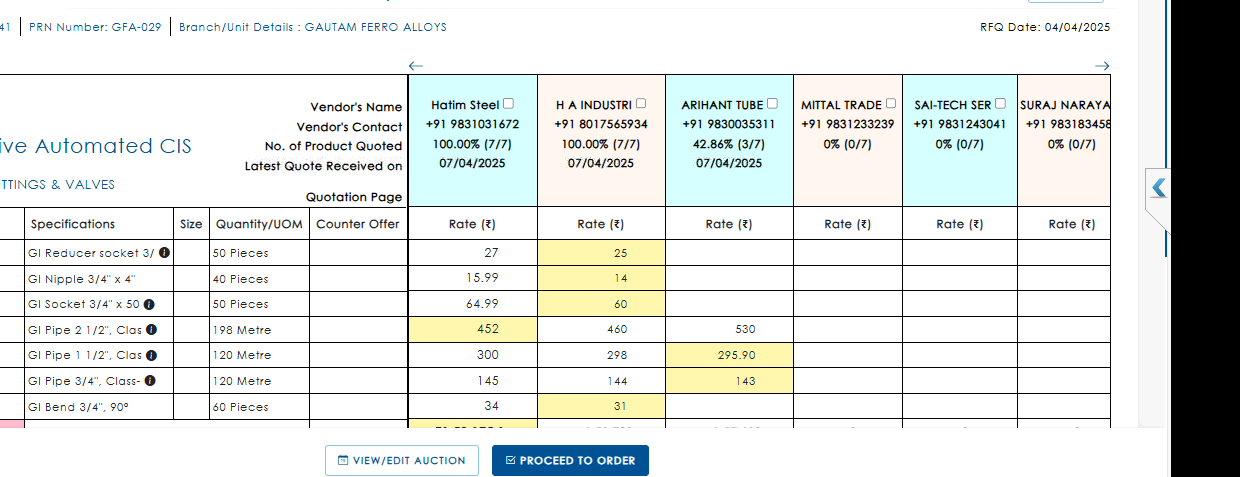 41 | PRN Number: GFA-029 | Branch/Unit Details : GAUTAM FERRO ALLOYS RFQ Date: 04/04/2025
Vendor's Name Hatim Steel H A INDUSTRI ARIHANT TUBE MITTAL TRADE SAI-TECH SER SURAJ NARAYA
Vendor's Contact +91 9831031672 +91 8017565934 +91 9830035311 +91 9831233239 +91 9831243041 +91 983183458
ive Automated CIS
No. of Product Quoted 100.00% (7/7) 100.00% (7/7) 42.86% (3/7) 0% (0/7) 0% (0/7) 0% (0/7)
Latest Quote Received on 07/04/2025 07/04/2025 07/04/2025
TTINGS & VALVES
Quotation Page
Specifications Size Quantity/UOM Counter Offer Rate (₹) Rate (₹) Rate (₹) Rate (₹) Rate (₹) Rate (₹)
GI Reducer socket 3/ 50 Pieces 27 25
GI Nipple 3/4" x 4" 40 Pieces 15.99 14
GI Socket 3/4" x 50 50 Pieces 64.99 60
GI Pipe 2 1/2", Clas 198 Metre 452 460 530
GI Pipe 1 1/2", Clas 120 Metre 300 298 295.90
GI Pipe 3/4", Class- 120 Metre 145 144 143
GI Bend 3/4", 90° 60 Pieces 34 31
VIEW/EDIT AUCTION PROCEED TO ORDER